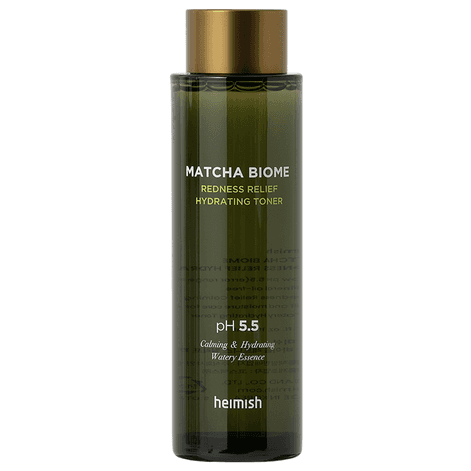 MATCHA BIOME
REDNESS RELIEF
HYDRATING TONER
pH 5.5
Calming & Hydrating
Watery Essence
heimish